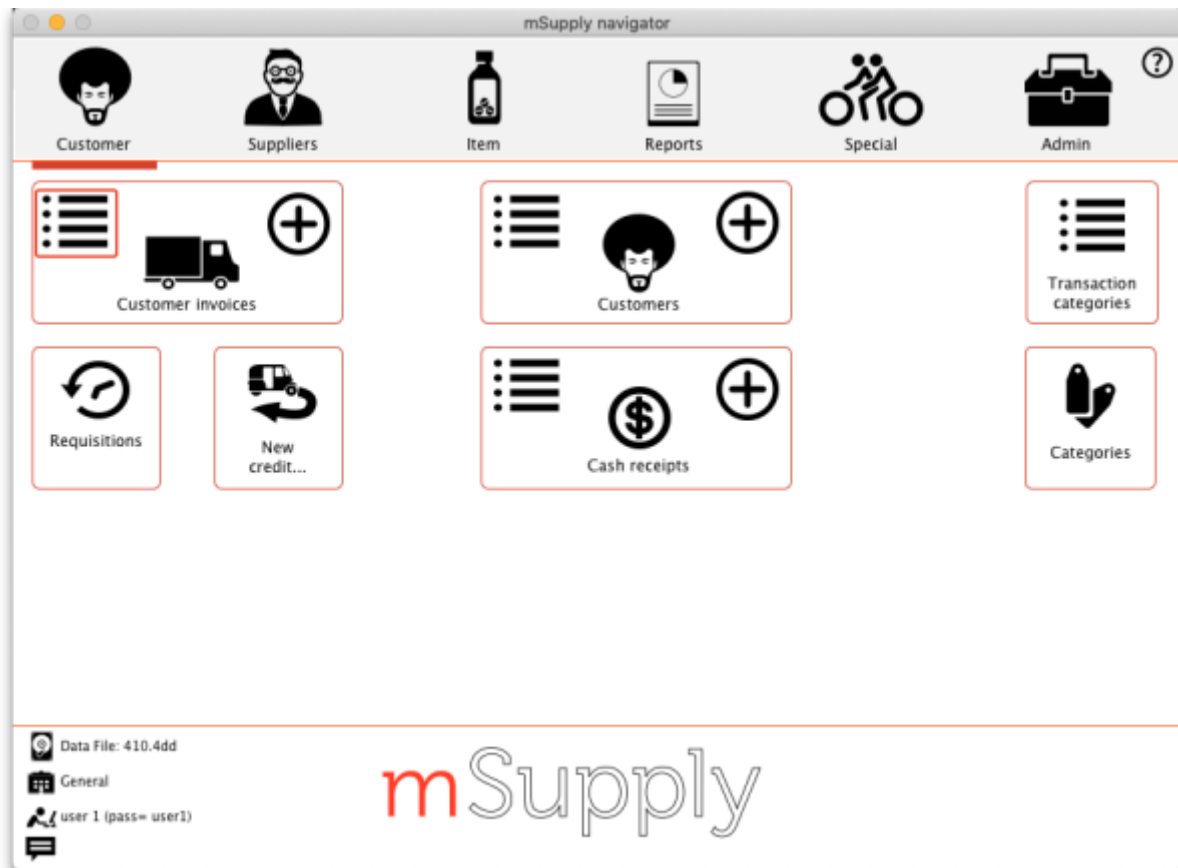 mSupply navigator
Customer
Suppliers
Item
Reports
Special
Admin
?
Customer invoices
Customers
Transaction
categories
Requisitions
New
credit...
$
Cash receipts
Categories
Data File: 410.4dd
General
user 1 (pass= user1)
mSupply